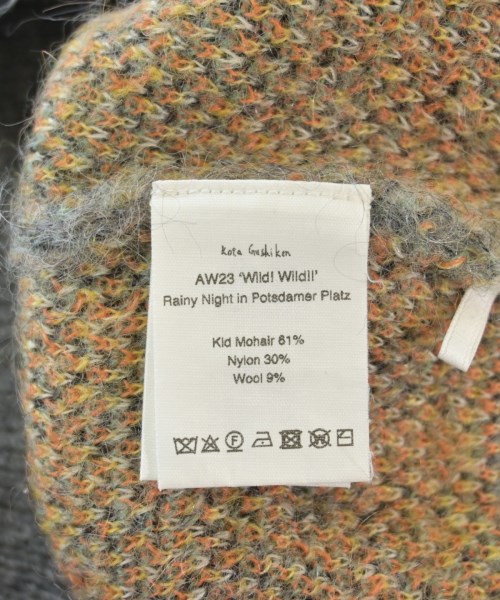 Kota Gushiken
AW23 'Wild! Wild!!'
Rainy Night in Potsdamer Platz
Kid Mohair 61%
Nylon 30%
Wool 9%